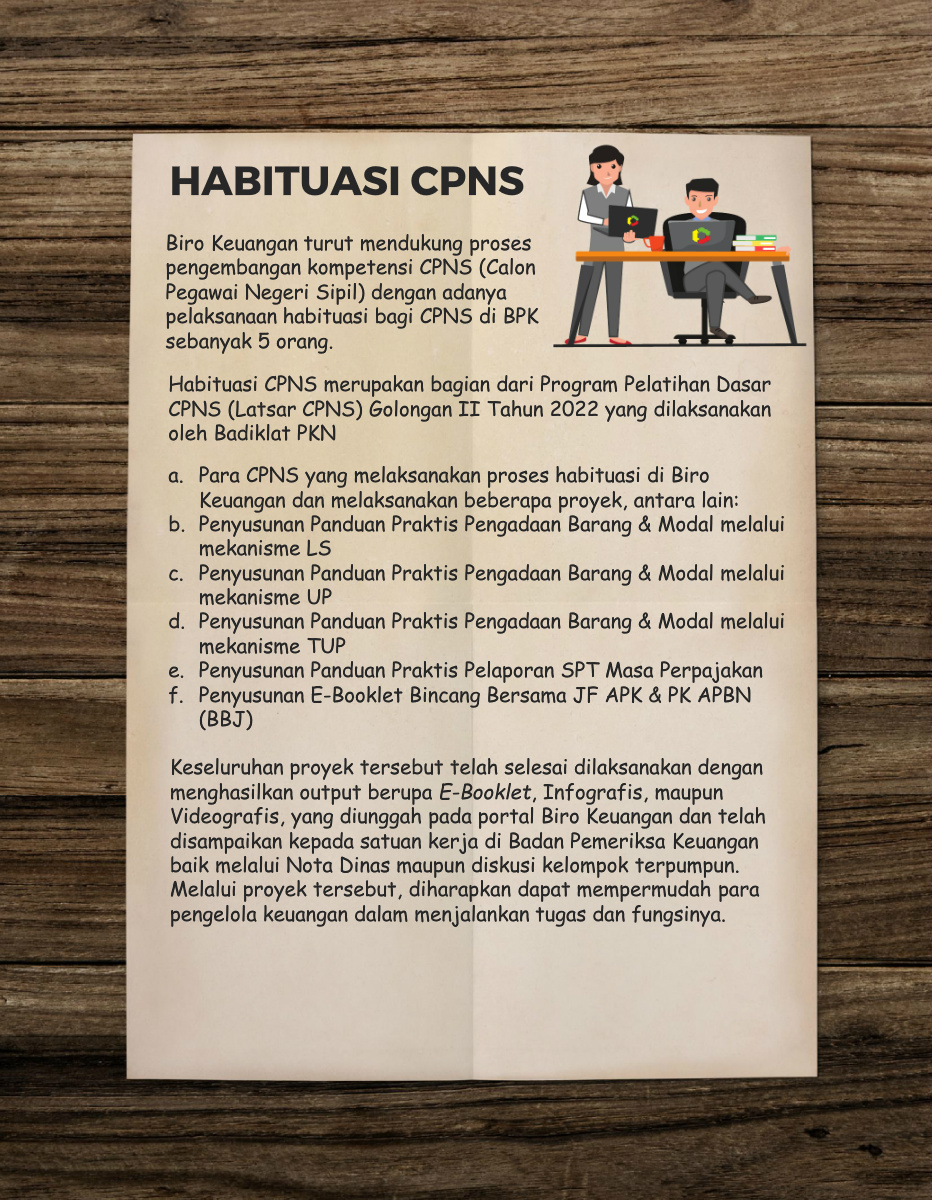 HABITUASI CPNS
Biro Keuangan turut mendukung proses
pengembangan kompetensi CPNS (Calon
Pegawai Negeri Sipil) dengan adanya
pelaksanaan habituasi bagi CPNS di BPK
sebanyak 5 orang.
Habituasi CPNS merupakan bagian dari Program Pelatihan Dasar
CPNS (Latsar CPNS) Golongan II Tahun 2022 yang dilaksanakan
oleh Badiklat PKN
a. Para CPNS yang melaksanakan proses habituasi di Biro
Keuangan dan melaksanakan beberapa proyek, antara lain:
b. Penyusunan Panduan Praktis Pengadaan Barang & Modal melalui
mekanisme LS
c. Penyusunan Panduan Praktis Pengadaan Barang & Modal melalui
mekanisme UP
d. Penyusunan Panduan Praktis Pengadaan Barang & Modal melalui
mekanisme TUP
e. Penyusunan Panduan Praktis Pelaporan SPT Masa Perpajakan
f. Penyusunan E-Booklet Bincang Bersama JF APK & PK APBN
(BBJ)
Keseluruhan proyek tersebut telah selesai dilaksanakan dengan
menghasilkan output berupa E-Booklet, Infografis, maupun
Videografis, yang diunggah pada portal Biro Keuangan dan telah
disampaikan kepada satuan kerja di Badan Pemeriksa Keuangan
baik melalui Nota Dinas maupun diskusi kelompok terpumpun.
Melalui proyek tersebut, diharapkan dapat mempermudah para
pengelola keuangan dalam menjalankan tugas dan fungsinya.